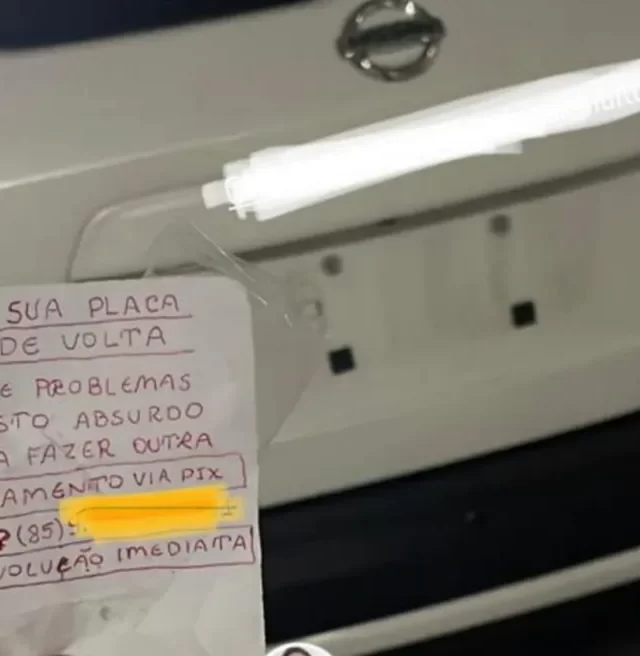 SUA PLACA
DE VOLTA
E PROBLEMAS
STO ABSURDO
A FAZER OUTRA
AMENTO VIA PIX
(85)
VOLUÇÃO IMEDIATA